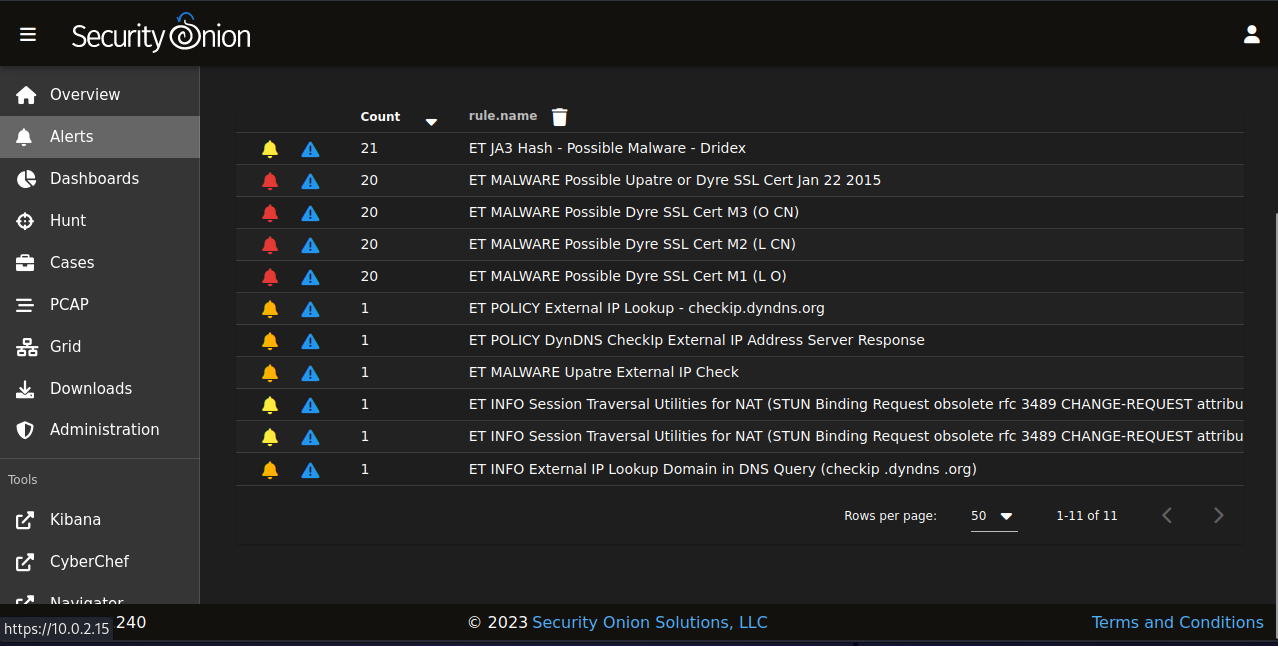 Security Onion
Overview
Alerts
Dashboards
Hunt
Cases
PCAP
Grid
Downloads
Administration
Tools
Kibana
CyberChef
Navigator
Count rule.name
21 ET JA3 Hash - Possible Malware - Dridex
20 ET MALWARE Possible Upatre or Dyre SSL Cert Jan 22 2015
20 ET MALWARE Possible Dyre SSL Cert M3 (O CN)
20 ET MALWARE Possible Dyre SSL Cert M2 (L CN)
20 ET MALWARE Possible Dyre SSL Cert M1 (L O)
1 ET POLICY External IP Lookup - checkip.dyndns.org
1 ET POLICY DynDNS CheckIp External IP Address Server Response
1 ET MALWARE Upatre External IP Check
1 ET INFO Session Traversal Utilities for NAT (STUN Binding Request obsolete rfc 3489 CHANGE-REQUEST attribu
1 ET INFO Session Traversal Utilities for NAT (STUN Binding Request obsolete rfc 3489 CHANGE-REQUEST attribu
1 ET INFO External IP Lookup Domain in DNS Query (checkip .dyndns .org)
Rows per page: 50 1-11 of 11
https://10.0.2.15 240 © 2023 Security Onion Solutions, LLC Terms and Conditions